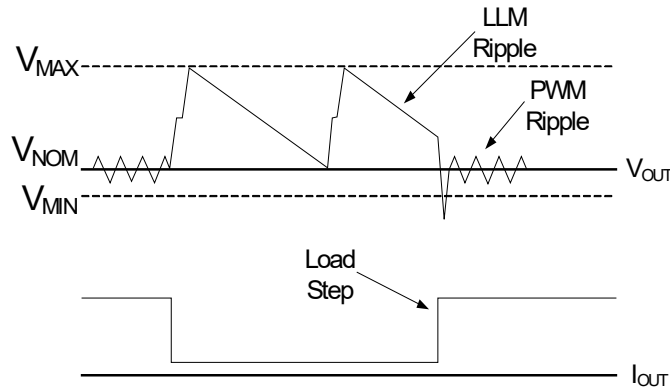 LLM
Ripple
VMAX
PWM
Ripple
VNOM
VOUT
VMIN
Load
Step
IOUT